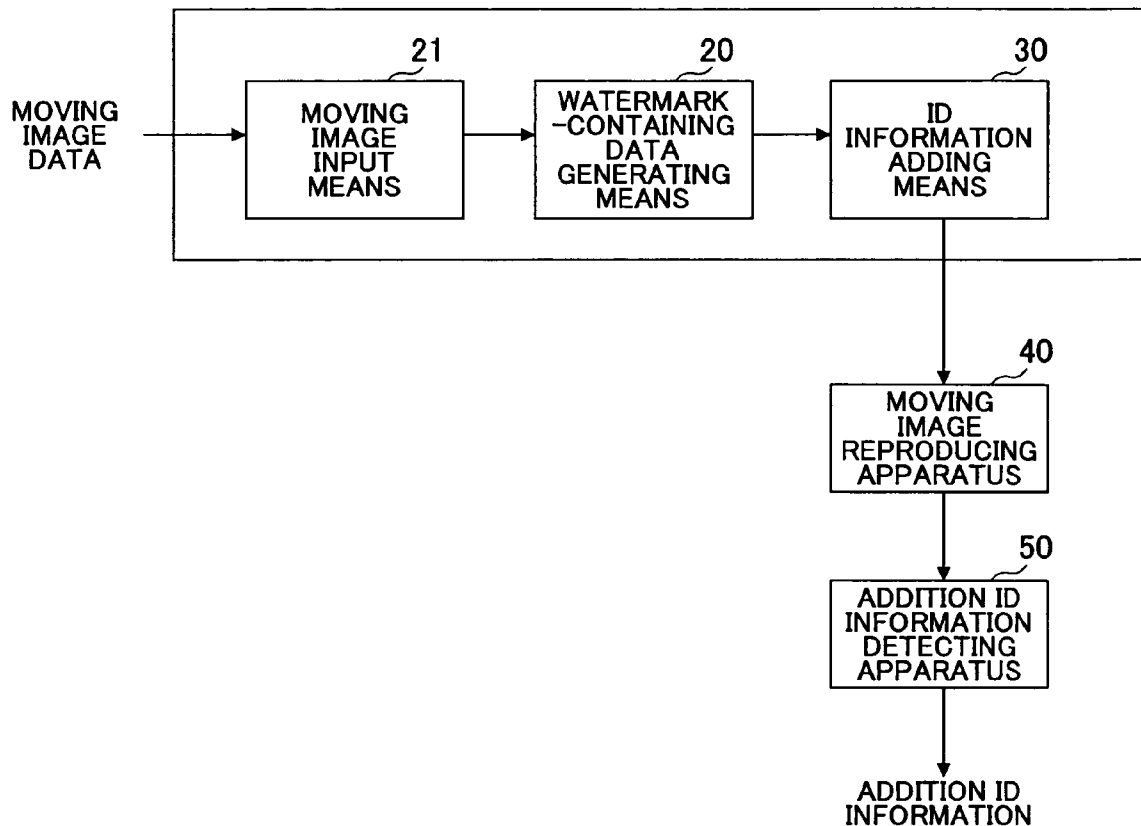 MOVING
IMAGE
DATA
21
MOVING
IMAGE
INPUT
MEANS
20
WATERMARK
-CONTAINING
DATA
GENERATING
MEANS
30
ID
INFORMATION
ADDING
MEANS
40
MOVING
IMAGE
REPRODUCING
APPARATUS
50
ADDITION ID
INFORMATION
DETECTING
APPARATUS
ADDITION ID
INFORMATION